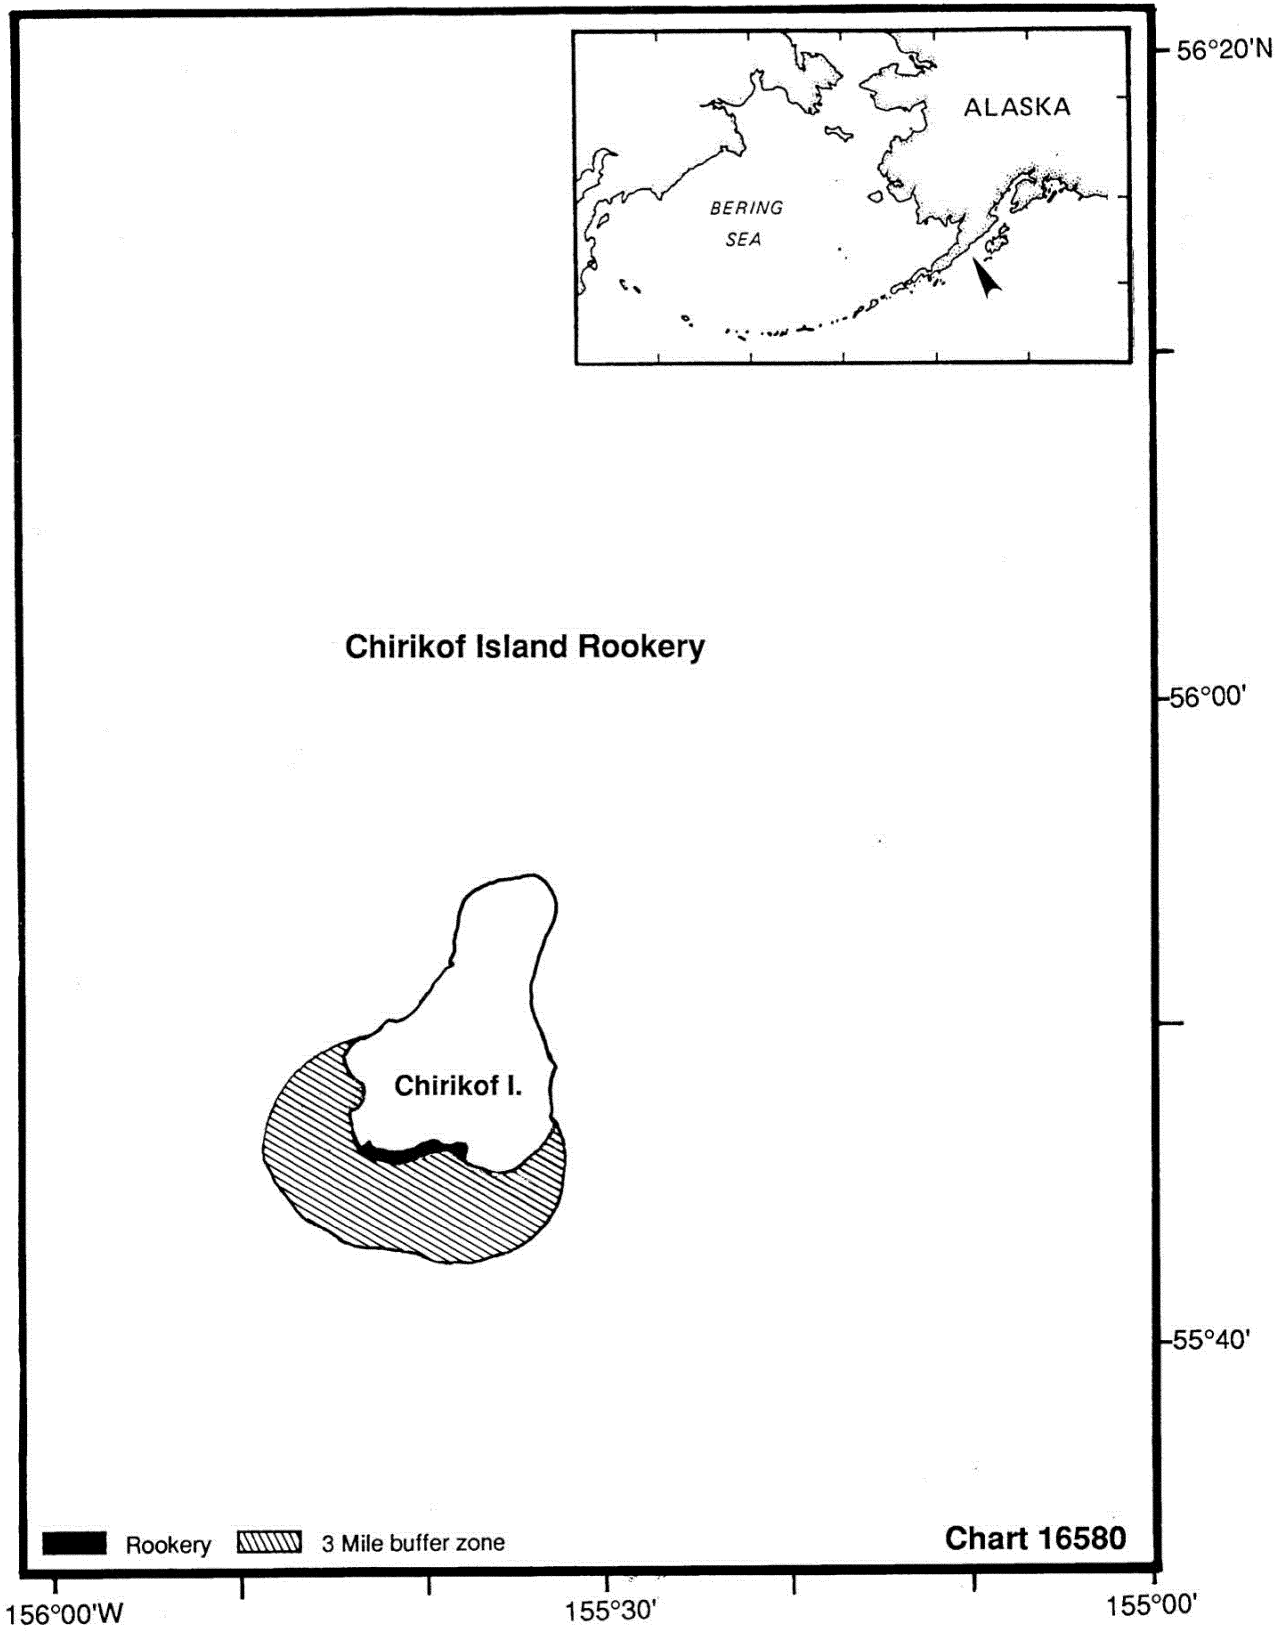 56°20'N
ALASKA
BERING
SEA
Chirikof Island Rookery
56°00'
Chirikof I.
55°40'
Rookery
3 Mile buffer zone
Chart 16580
156°00'W
155°30'
155°00'